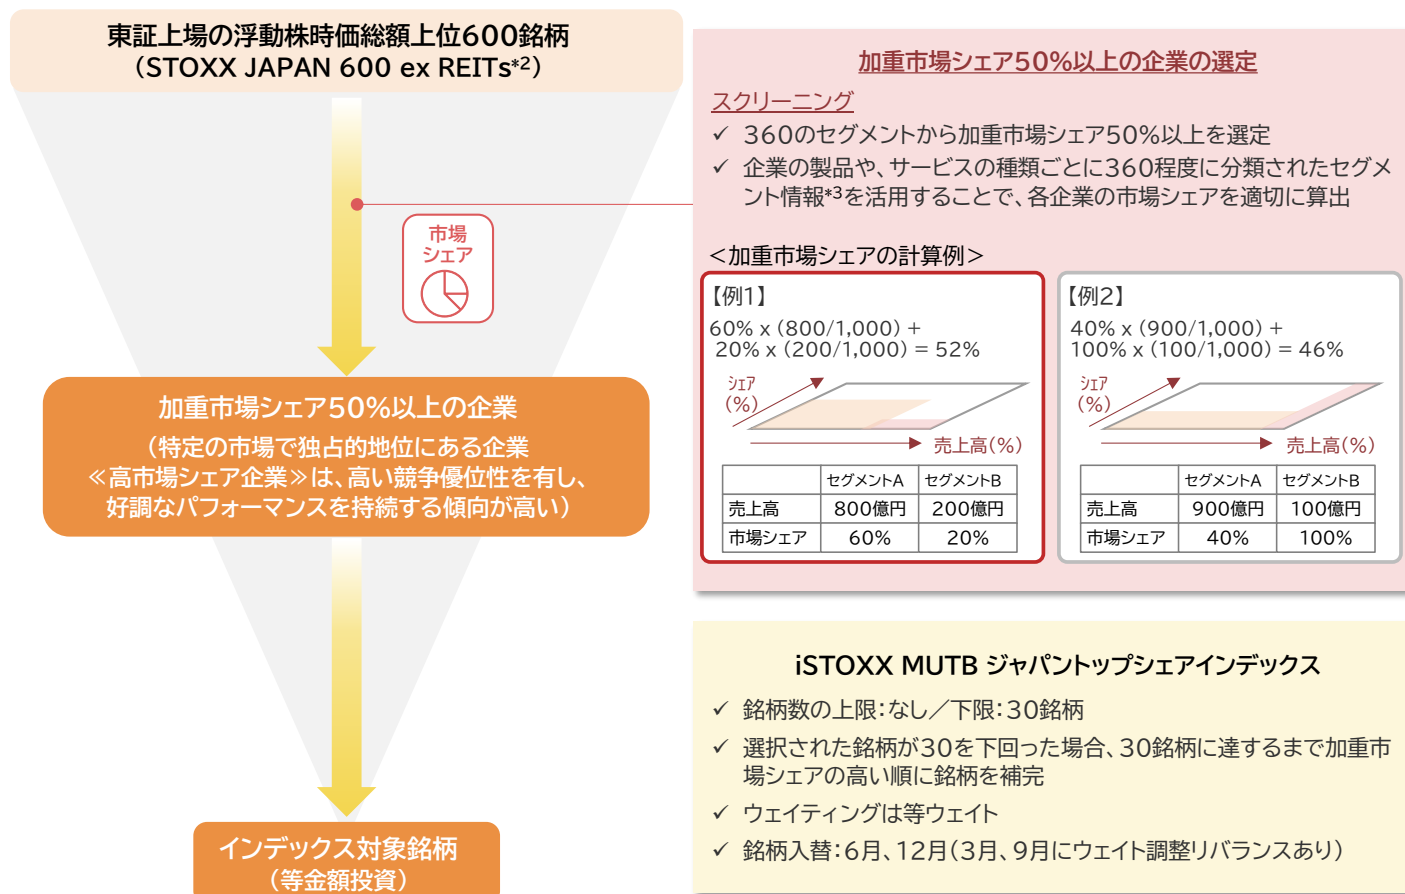 東証上場の浮動株時価総額上位600銘柄
（STOXX JAPAN 600 ex REITs*2）
市場
シェア
加重市場シェア50%以上の企業
（特定の市場で独占的地位にある企業
≪高市場シェア企業≫は、高い競争優位性を有し、
好調なパフォーマンスを持続する傾向が高い）
インデックス対象銘柄
（等金額投資）
加重市場シェア50%以上の企業の選定
スクリーニング
✓ 360のセグメントから加重市場シェア50%以上を選定
✓ 企業の製品や、サービスの種類ごとに360程度に分類されたセグメ
ント情報*3を活用することで、各企業の市場シェアを適切に算出
＜加重市場シェアの計算例＞
【例1】
60% x (800/1,000) +
20% x (200/1,000) = 52%
シェア
(%)
売上高(%)
セグメントA セグメントB
売上高 800億円 200億円
市場シェア 60% 20%
【例2】
40% x (900/1,000) +
100% x (100/1,000) = 46%
シェア
(%)
売上高(%)
セグメントA セグメントB
売上高 900億円 100億円
市場シェア 40% 100%
iSTOXX MUTB ジャパントップシェアインデックス
✓ 銘柄数の上限：なし／下限：30銘柄
✓ 選択された銘柄が30を下回った場合、30銘柄に達するまで加重市
場シェアの高い順に銘柄を補完
✓ ウェイティングは等ウェイト
✓ 銘柄入替：6月、12月（3月、9月にウェイト調整リバランスあり）